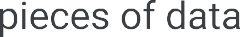 pieces of data